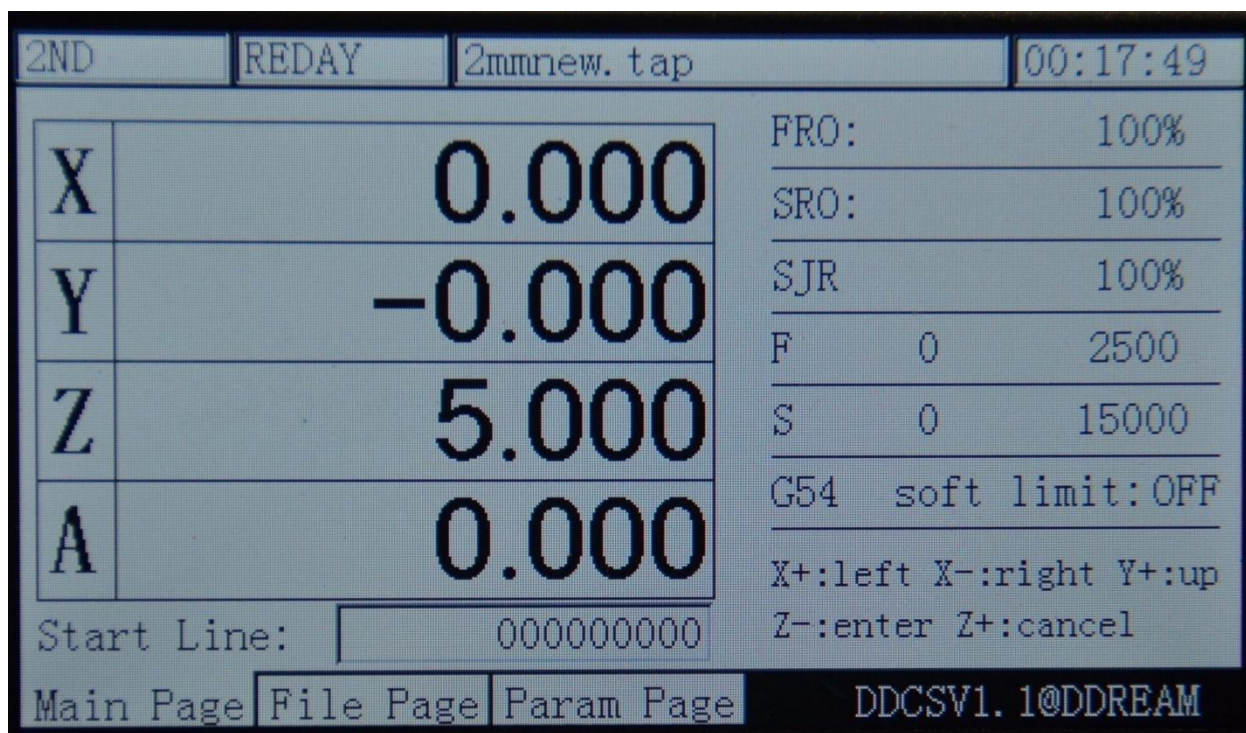 2ND REDAY 2mmnew.tap 00:17:49
X 0.000
Y -0.000
Z 5.000
A 0.000
FRO: 100%
SRO: 100%
SJR 100%
F 0 2500
S 0 15000
G54 soft limit:OFF
X+:left X-:right Y+:up
Z-:enter Z+:cancel
Start Line: 000000000
Main Page File Page Param Page DDCSV1.1@DDREAM